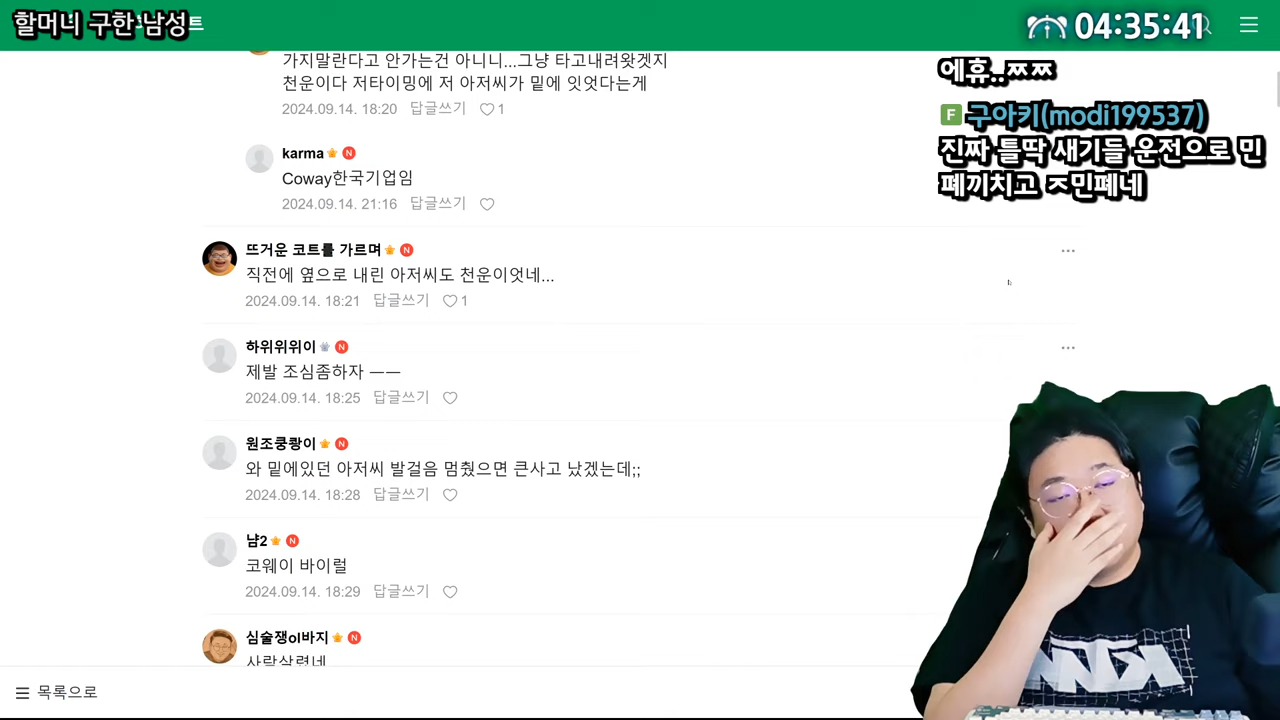 할머니 구한 남성
트
04:35:41
가지말란다고 안가는건 아니니...그냥 타고내려왓겟지
천운이다 저타이밍에 저 아저씨가 밑에 잇엇다는게
2024.09.14. 18:20 답글쓰기 1
karma N
Coway한국기업임
2024.09.14. 21:16 답글쓰기
뜨거운 코트를 가르며 N
직전에 옆으로 내린 아저씨도 천운이엇네...
2024.09.14. 18:21 답글쓰기 1
하위위위이 N
제발 조심좀하자 ㅡㅡ
2024.09.14. 18:25 답글쓰기
원조쿵쾅이 N
와 밑에있던 아저씨 발걸음 멈췄으면 큰사고 났겠는데;;
2024.09.14. 18:28 답글쓰기
냠2 N
코웨이 바이럴
2024.09.14. 18:29 답글쓰기
심술쟁이바지 N
사람살렸네
목록으로
에휴..ㅉㅉ
F 구아키(modi199537)
진짜 틀딱 새기들 운전으로 민
폐끼치고 ㅈ민폐네